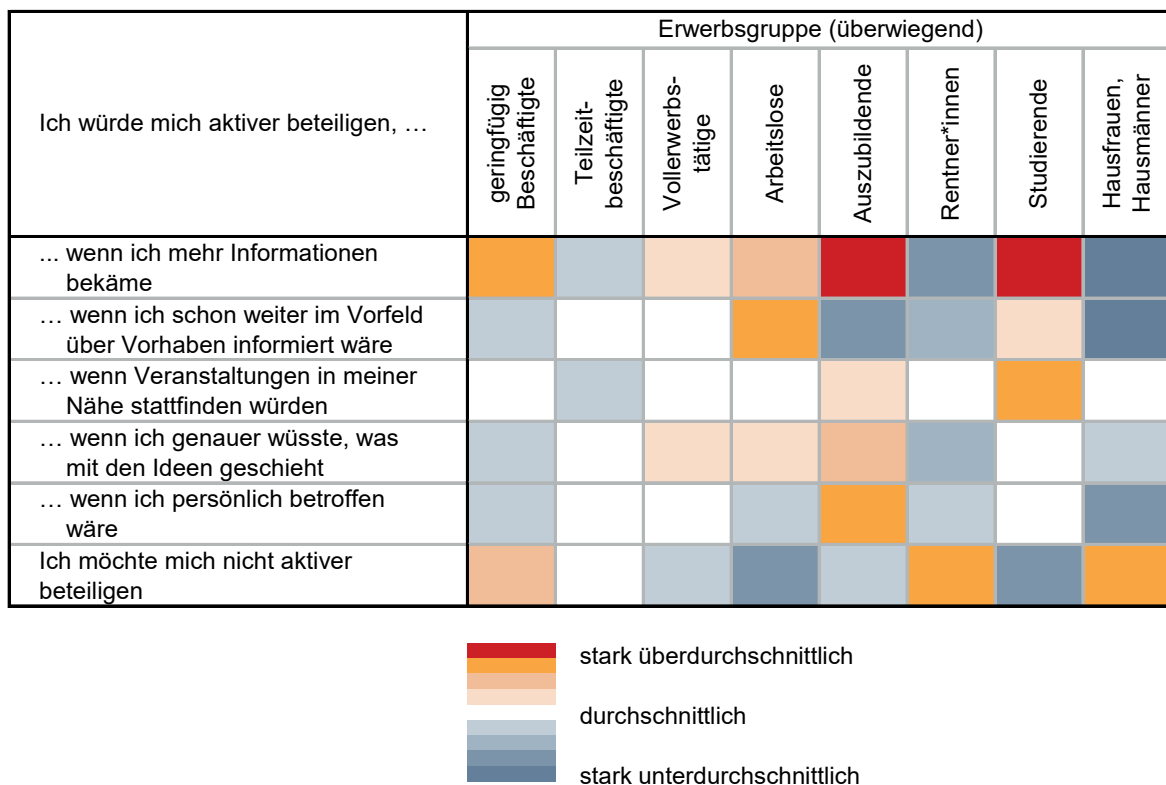 Erwerbsgruppe (überwiegend)
Ich würde mich aktiver beteiligen, …
geringfügig
Beschäftigte
Teilzeit-
beschäftigte
Vollerwerbs-
tätige
Arbeitslose
Auszubildende
Rentner*innen
Studierende
Hausfrauen,
Hausmänner
... wenn ich mehr Informationen
bekäme
… wenn ich schon weiter im Vorfeld
über Vorhaben informiert wäre
… wenn Veranstaltungen in meiner
Nähe stattfinden würden
… wenn ich genauer wüsste, was
mit den Ideen geschieht
… wenn ich persönlich betroffen
wäre
Ich möchte mich nicht aktiver
beteiligen
stark überdurchschnittlich
durchschnittlich
stark unterdurchschnittlich